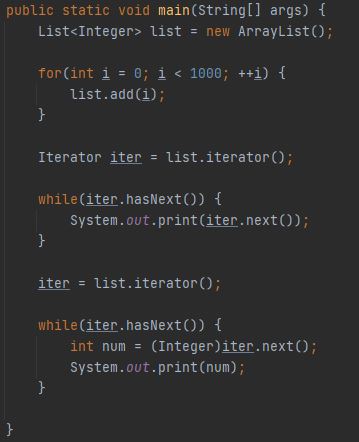 public static void main(String[] args) {
    List<Integer> list = new ArrayList();
    for(int i = 0; i < 1000; ++i) {
        list.add(i);
    }
    Iterator iter = list.iterator();
    while(iter.hasNext()) {
        System.out.print(iter.next());
    }
    iter = list.iterator();
    while(iter.hasNext()) {
        int num = (Integer)iter.next();
        System.out.print(num);
    }
}